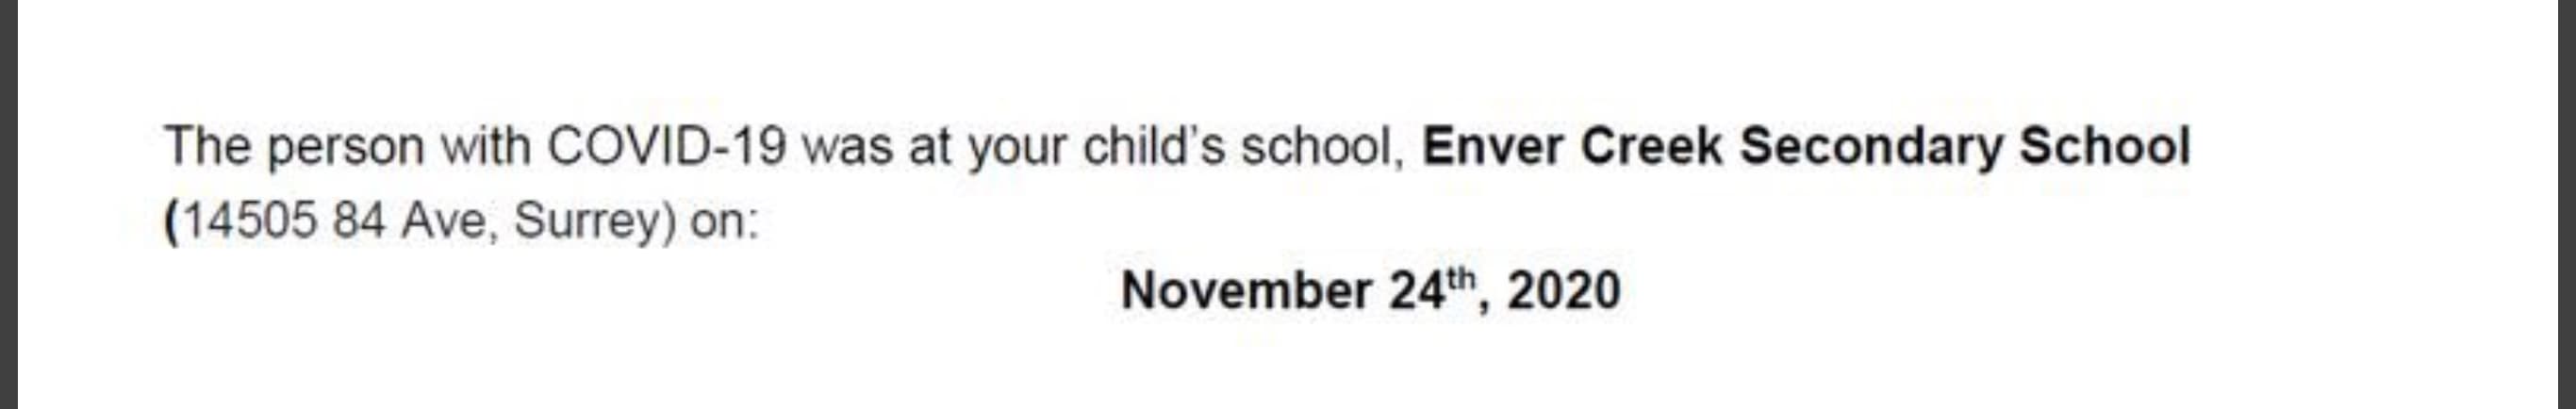 The person with COVID-19 was at your child's school, Enver Creek Secondary School
(14505 84 Ave, Surrey) on:
November 24th, 2020